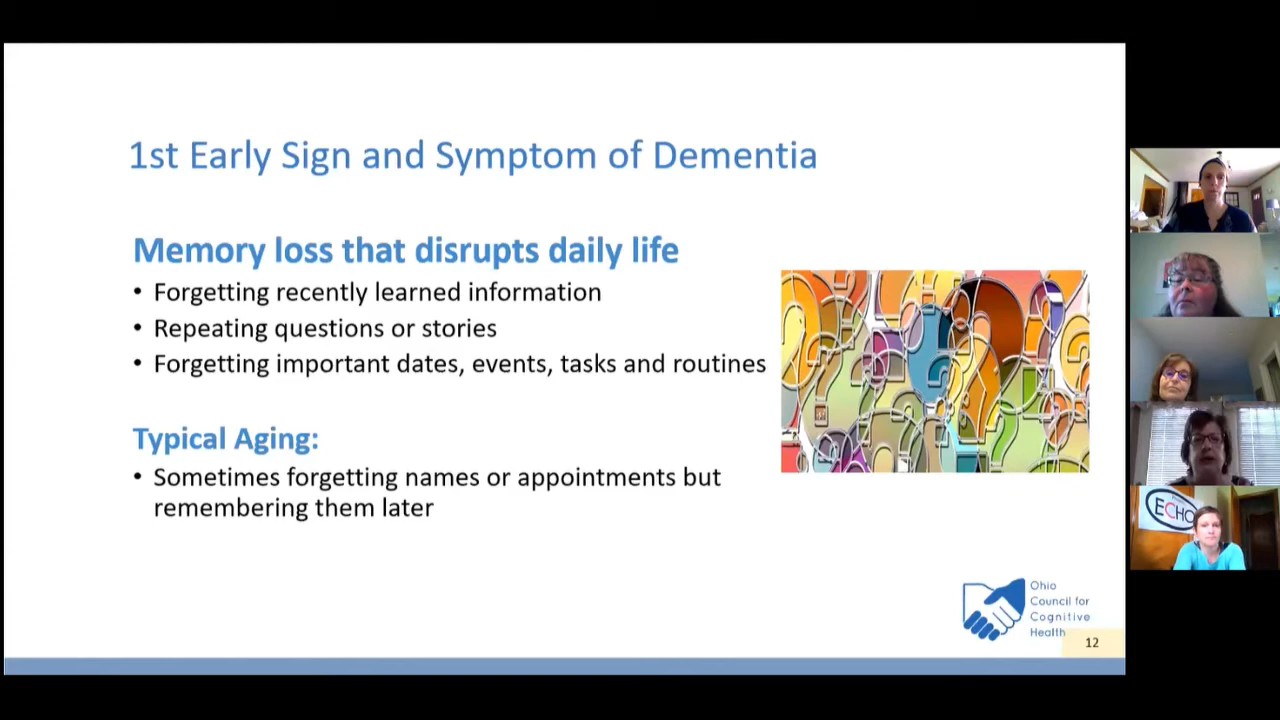 1st Early Sign and Symptom of Dementia
Memory loss that disrupts daily life
• Forgetting recently learned information
• Repeating questions or stories
• Forgetting important dates, events, tasks and routines
Typical Aging:
• Sometimes forgetting names or appointments but
remembering them later
Ohio
Council for
Cognitive
Health
12
ECHO